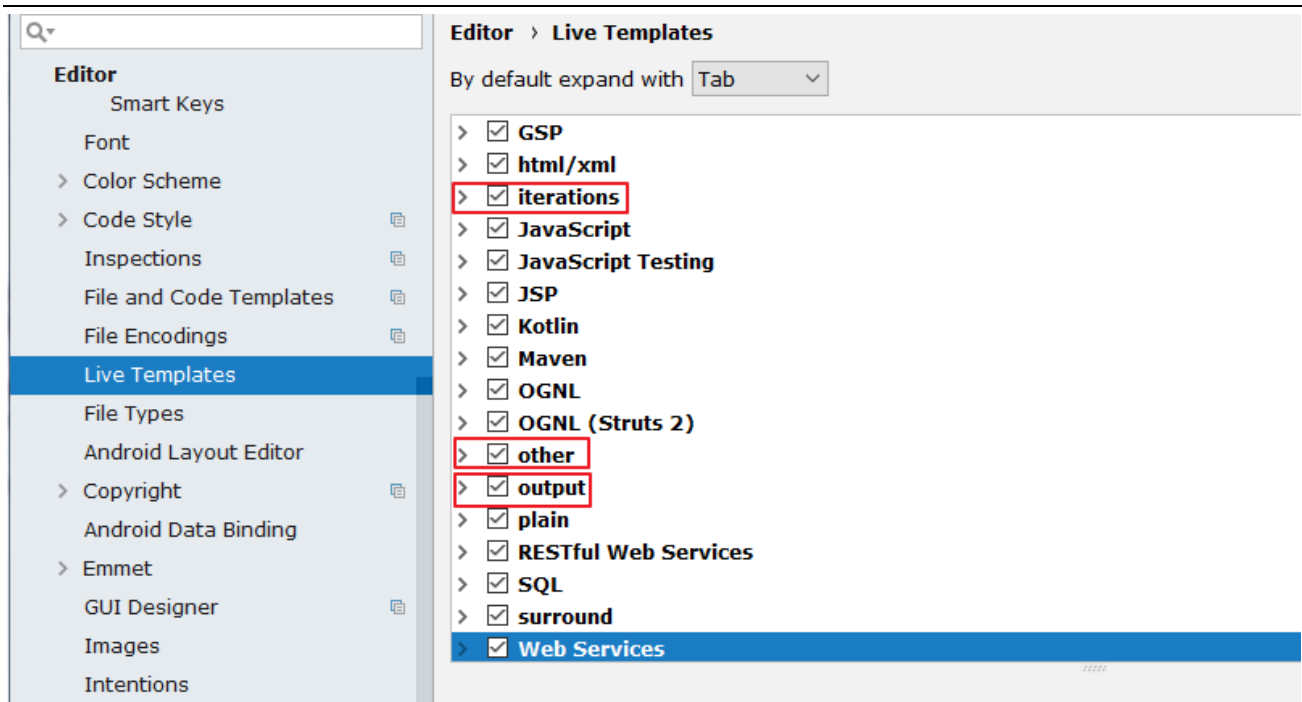 Editor
Smart Keys
Font
Color Scheme
Code Style
Inspections
File and Code Templates
File Encodings
Live Templates
File Types
Android Layout Editor
Copyright
Android Data Binding
Emmet
GUI Designer
Images
Intentions
Editor › Live Templates
By default expand with Tab
GSP
html/xml
iterations
JavaScript
JavaScript Testing
JSP
Kotlin
Maven
OGNL
OGNL (Struts 2)
other
output
plain
RESTful Web Services
SQL
surround
Web Services